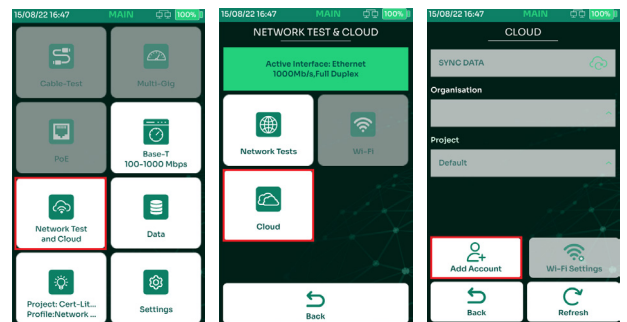 15/08/22 16:47 MAIN 100%
Cable-Test
Multi-Gig
PoE
Base-T
100-1000 Mbps
Network Test
and Cloud
Data
Project: Cert-Lit...
Profile:Network ...
Settings
15/08/22 16:47 MAIN 100%
NETWORK TEST & CLOUD
Active Interface: Ethernet
1000Mb/s,Full Duplex
Network Tests
Wi-Fi
Cloud
Back
15/08/22 16:47 MAIN 100%
CLOUD
SYNC DATA
Organisation
Project
Default
Add Account
Wi-Fi Settings
Back
Refresh